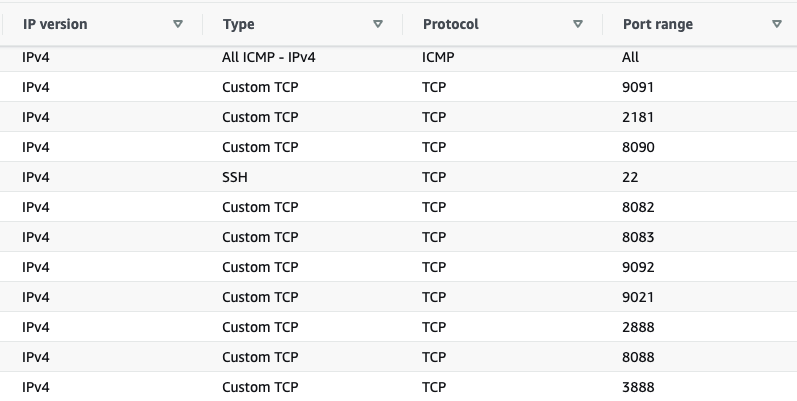 IP version Type Protocol Port range
IPv4 All ICMP - IPv4 ICMP All
IPv4 Custom TCP TCP 9091
IPv4 Custom TCP TCP 2181
IPv4 Custom TCP TCP 8090
IPv4 SSH TCP 22
IPv4 Custom TCP TCP 8082
IPv4 Custom TCP TCP 8083
IPv4 Custom TCP TCP 9092
IPv4 Custom TCP TCP 9021
IPv4 Custom TCP TCP 2888
IPv4 Custom TCP TCP 8088
IPv4 Custom TCP TCP 3888